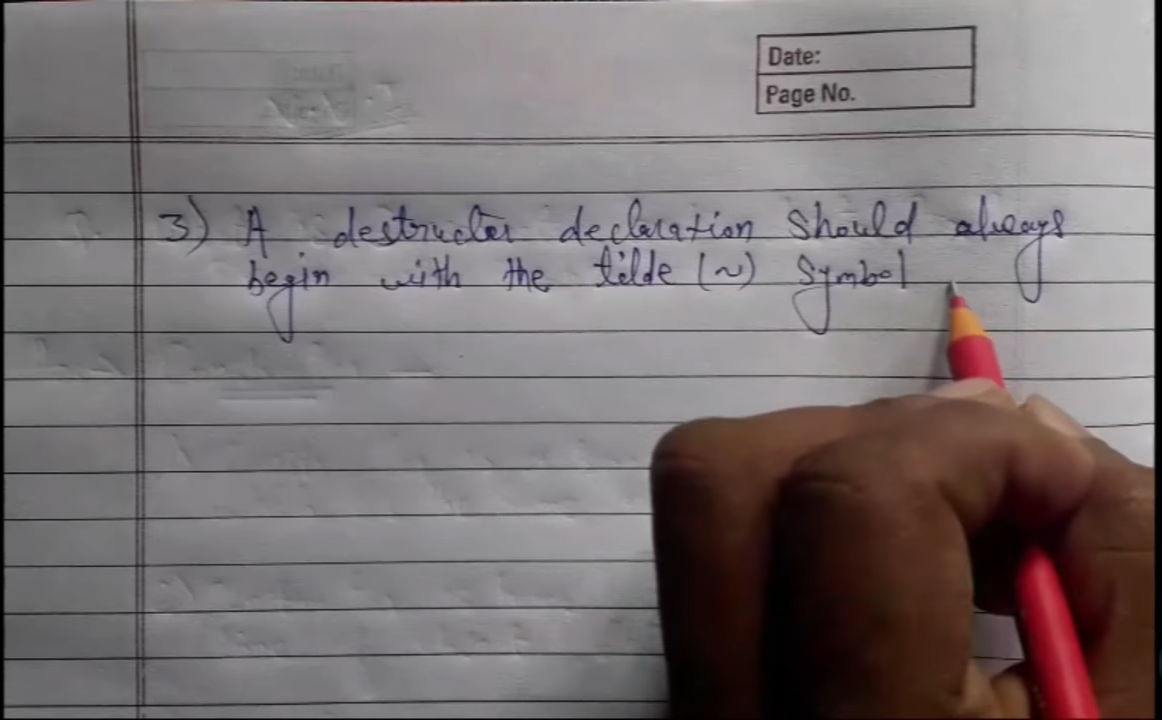 Date:
Page No.
3) A destructor declaration should always
begin with the tilde (~) symbol